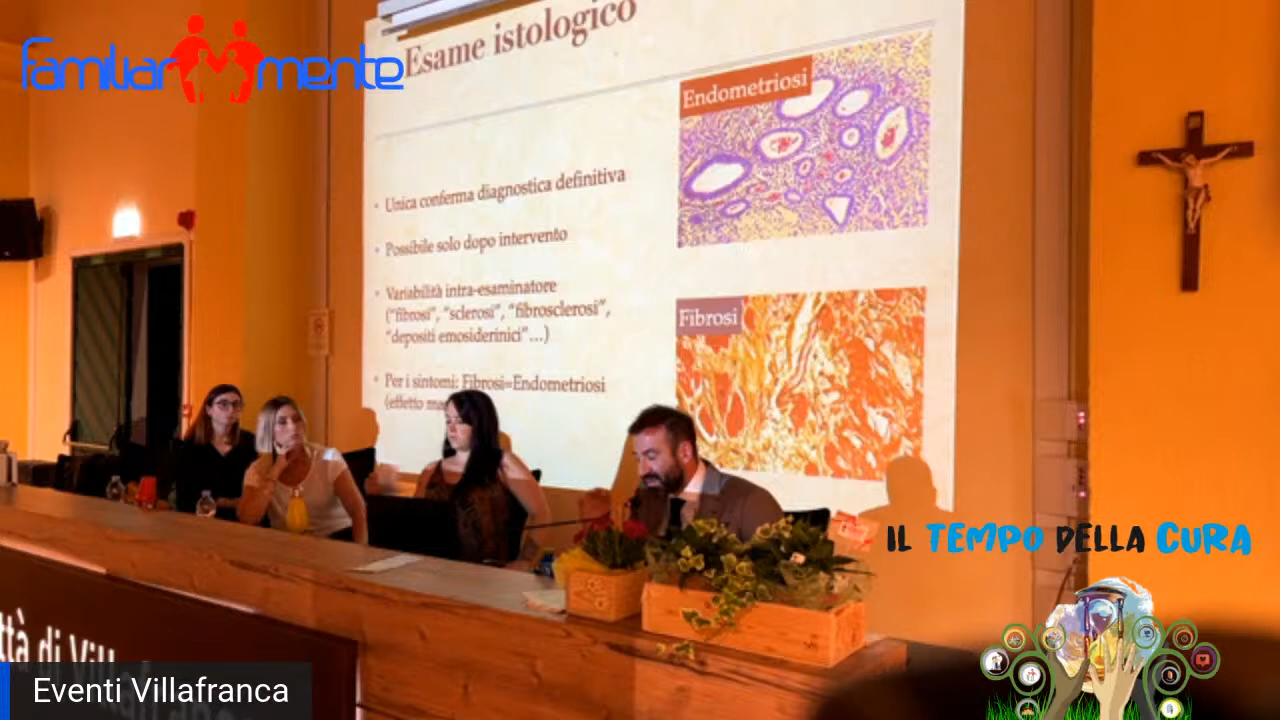 familiarmente
Esame istologico
Endometriosi
Unica conferma diagnostica definitiva
Possibile solo dopo intervento
Variabilità intra-esaminatore
("fibrosi", "sclerosi", "fibrosclerosi",
"depositi emosiderinici"...)
Fibrosi
Per i sintomi: Fibrosi=Endometriosi
(effetto
IL TEMPO DELLA CURA
di
Eventi Villafranca